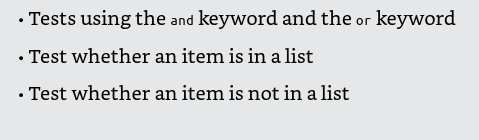 • Tests using the and keyword and the or keyword
• Test whether an item is in a list
• Test whether an item is not in a list